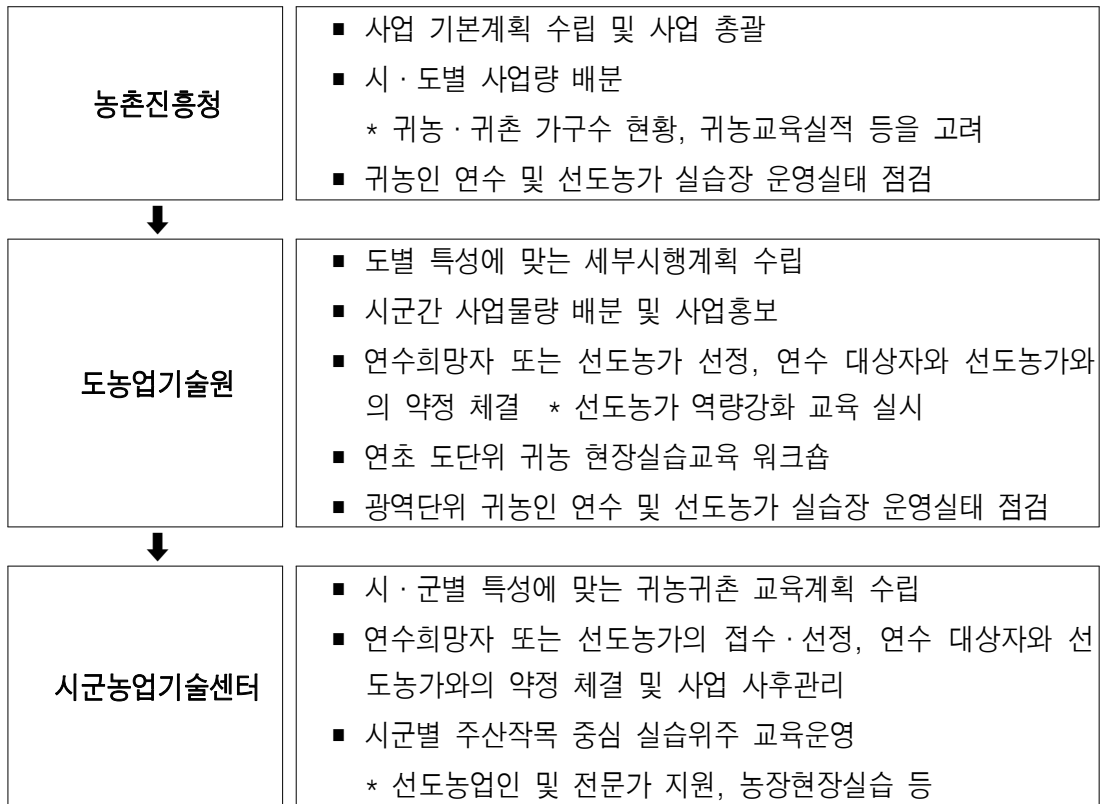 농촌진흥청
▪ 사업 기본계획 수립 및 사업 총괄
▪ 시·도별 사업량 배분
* 귀농·귀촌 가구수 현황, 귀농교육실적 등을 고려
▪ 귀농인 연수 및 선도농가 실습장 운영실태 점검
도농업기술원
▪ 도별 특성에 맞는 세부시행계획 수립
▪ 시군간 사업물량 배분 및 사업홍보
▪ 연수희망자 또는 선도농가 선정, 연수 대상자와 선도농가와
의 약정 체결 * 선도농가 역량강화 교육 실시
▪ 연초 도단위 귀농 현장실습교육 워크숍
▪ 광역단위 귀농인 연수 및 선도농가 실습장 운영실태 점검
시군농업기술센터
▪ 시·군별 특성에 맞는 귀농귀촌 교육계획 수립
▪ 연수희망자 또는 선도농가의 접수·선정, 연수 대상자와 선
도농가와의 약정 체결 및 사업 사후관리
▪ 시군별 주산작목 중심 실습위주 교육운영
* 선도농업인 및 전문가 지원, 농장현장실습 등